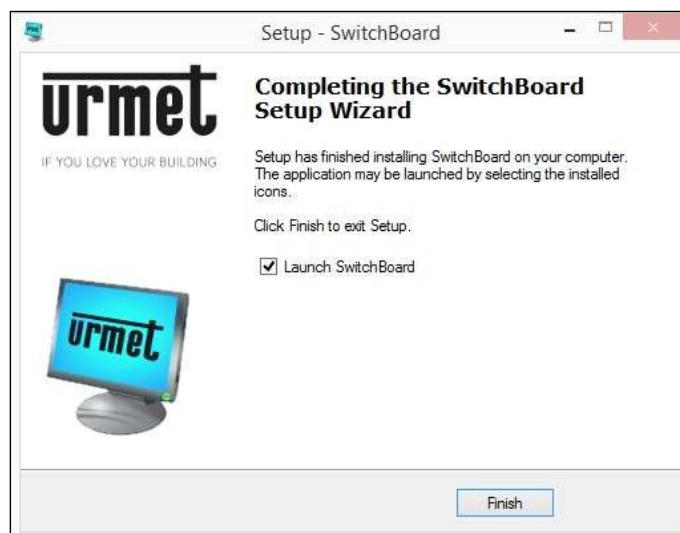 Setup - SwitchBoard
urmet
IF YOU LOVE YOUR BUILDING
Completing the SwitchBoard
Setup Wizard
Setup has finished installing SwitchBoard on your computer.
The application may be launched by selecting the installed
icons.
Click Finish to exit Setup.
Launch SwitchBoard
urmet
Finish